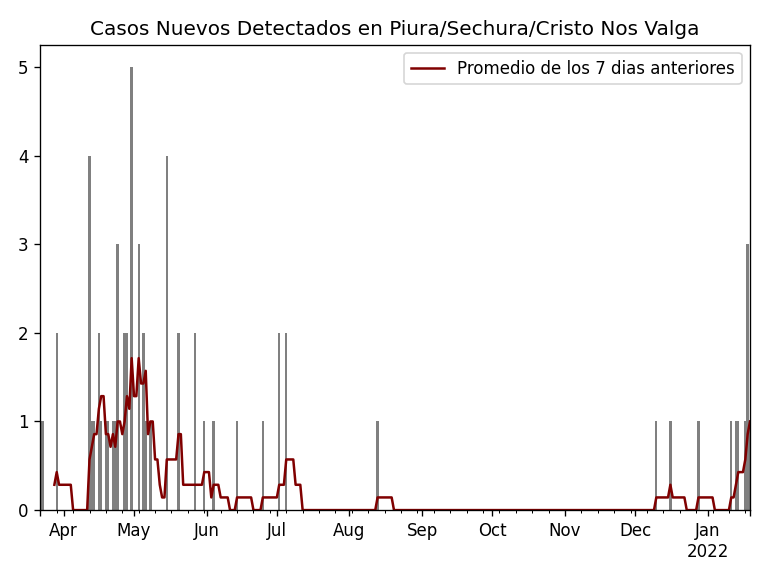 Casos Nuevos Detectados en Piura/Sechura/Cristo Nos Valga
Promedio de los 7 dias anteriores
5
4
3
2
1
0
Apr May Jun Jul Aug Sep Oct Nov Dec Jan
2022